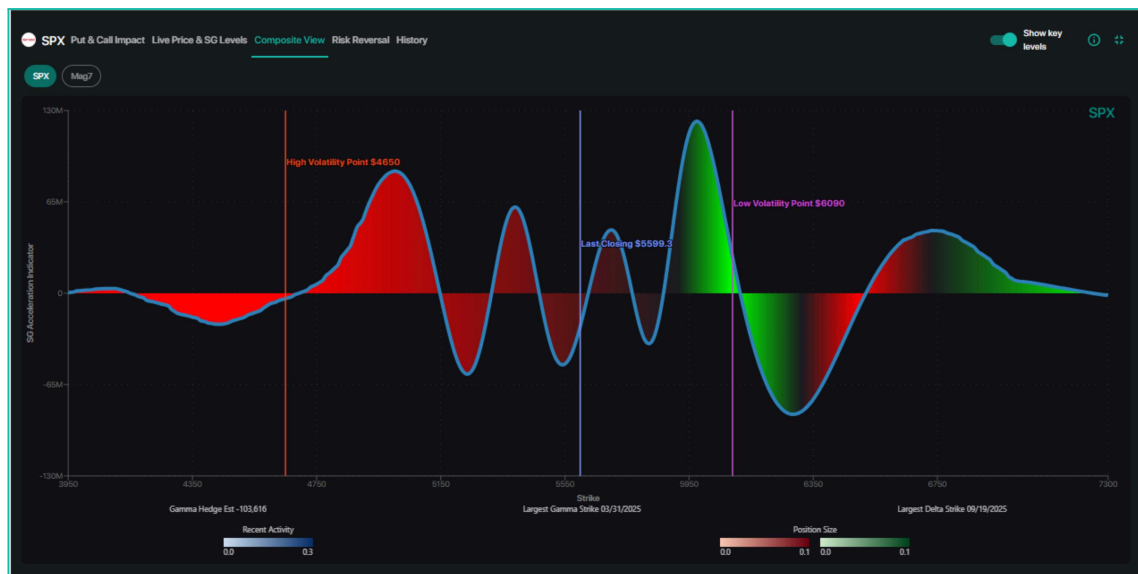 SPX Put & Call Impact Live Price & SG Levels Composite View Risk Reversal History
Show key
levels
SPX Mag7
SPX
130M
65M
0
-65M
-130M
SG Acceleration Indicator
High Volatility Point $4650
Last Closing $5599.3
Low Volatility Point $6090
3950 4350 4750 5150 5550 5950 6350 6750 7300
Strike
Gamma Hedge Est -103,616 Largest Gamma Strike 03/31/2025 Largest Delta Strike 09/19/2025
Recent Activity
0.0 0.3
Position Size
0.0 0.1 0.0 0.1